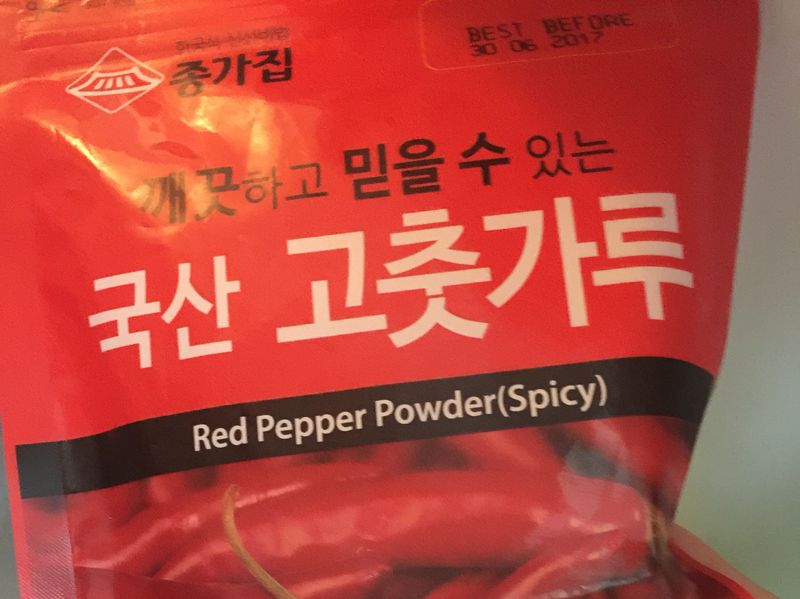 종가집
BEST BEFORE
30 06 2017
깨끗하고 믿을 수 있는
국산 고춧가루
Red Pepper Powder(Spicy)